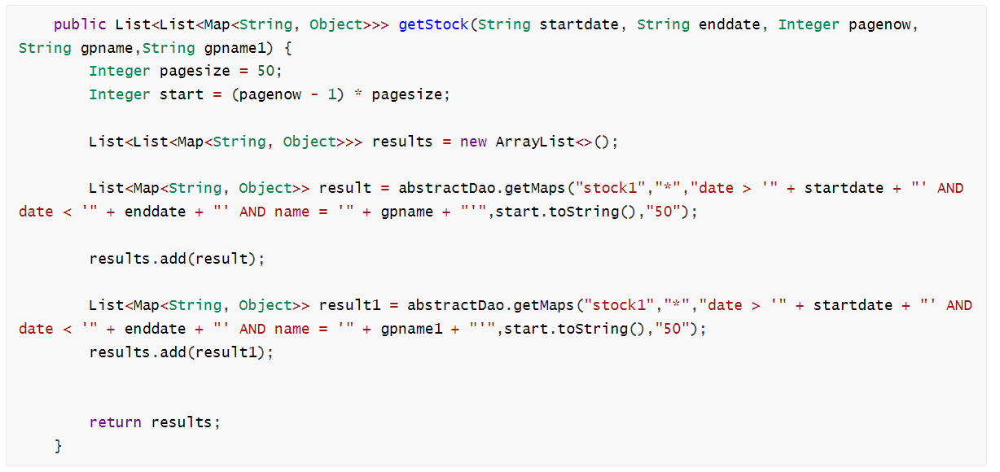 public List<List<Map<String, Object>>> getStock(String startdate, String enddate, Integer pagenow,
String gpname,String gpname1) {
Integer pagesize = 50;
Integer start = (pagenow - 1) * pagesize;
List<List<Map<String, Object>>> results = new ArrayList<>();
List<Map<String, Object>> result = abstractDao.getMaps("stock1","*","date > '" + startdate + "' AND
date < '" + enddate + "' AND name = '" + gpname + "'",start.toString(),"50");
results.add(result);
List<Map<String, Object>> result1 = abstractDao.getMaps("stock1","*","date > '" + startdate + "' AND
date < '" + enddate + "' AND name = '" + gpname1 + "'",start.toString(),"50");
results.add(result1);
return results;
}